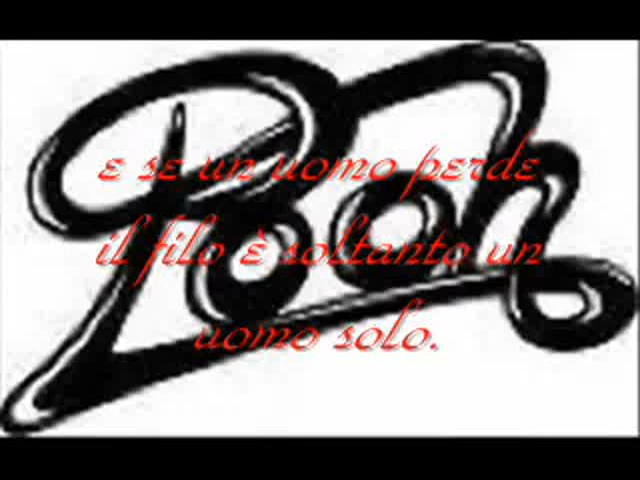 Pooh
e se un uomo perde
il filo è soltanto un
uomo solo.